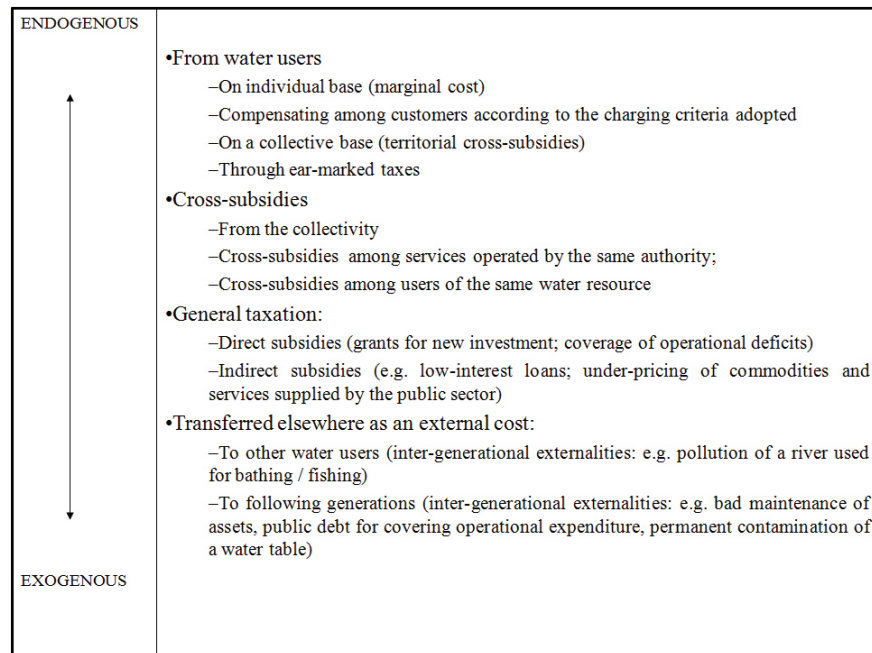 ENDOGENOUS
•From water users
–On individual base (marginal cost)
–Compensating among customers according to the charging criteria adopted
–On a collective base (territorial cross-subsidies)
–Through ear-marked taxes
•Cross-subsidies
–From the collectivity
–Cross-subsidies among services operated by the same authority;
–Cross-subsidies among users of the same water resource
•General taxation:
–Direct subsidies (grants for new investment; coverage of operational deficits)
–Indirect subsidies (e.g. low-interest loans; under-pricing of commodities and
services supplied by the public sector)
•Transferred elsewhere as an external cost:
–To other water users (inter-generational externalities: e.g. pollution of a river used
for bathing / fishing)
–To following generations (inter-generational externalities: e.g. bad maintenance of
assets, public debt for covering operational expenditure, permanent contamination of
a water table)
EXOGENOUS